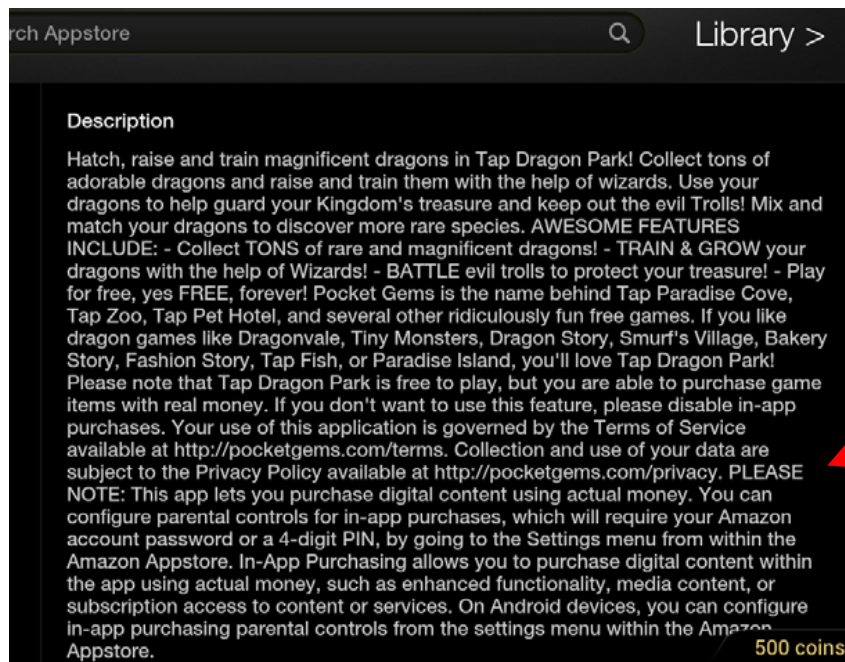 rch Appstore
Library >
Description
Hatch, raise and train magnificent dragons in Tap Dragon Park! Collect tons of
adorable dragons and raise and train them with the help of wizards. Use your
dragons to help guard your Kingdom's treasure and keep out the evil Trolls! Mix and
match your dragons to discover more rare species. AWESOME FEATURES
INCLUDE: - Collect TONS of rare and magnificent dragons! - TRAIN & GROW your
dragons with the help of Wizards! - BATTLE evil trolls to protect your treasure! - Play
for free, yes FREE, forever! Pocket Gems is the name behind Tap Paradise Cove,
Tap Zoo, Tap Pet Hotel, and several other ridiculously fun free games. If you like
dragon games like Dragonvale, Tiny Monsters, Dragon Story, Smurf's Village, Bakery
Story, Fashion Story, Tap Fish, or Paradise Island, you'll love Tap Dragon Park!
Please note that Tap Dragon Park is free to play, but you are able to purchase game
items with real money. If you don't want to use this feature, please disable in-app
purchases. Your use of this application is governed by the Terms of Service
available at http://pocketgems.com/terms. Collection and use of your data are
subject to the Privacy Policy available at http://pocketgems.com/privacy. PLEASE
NOTE: This app lets you purchase digital content using actual money. You can
configure parental controls for in-app purchases, which will require your Amazon
account password or a 4-digit PIN, by going to the Settings menu from within the
Amazon Appstore. In-App Purchasing allows you to purchase digital content within
the app using actual money, such as enhanced functionality, media content, or
subscription access to content or services. On Android devices, you can configure
in-app purchasing parental controls from the settings menu within the Amazon
Appstore.
500 coins